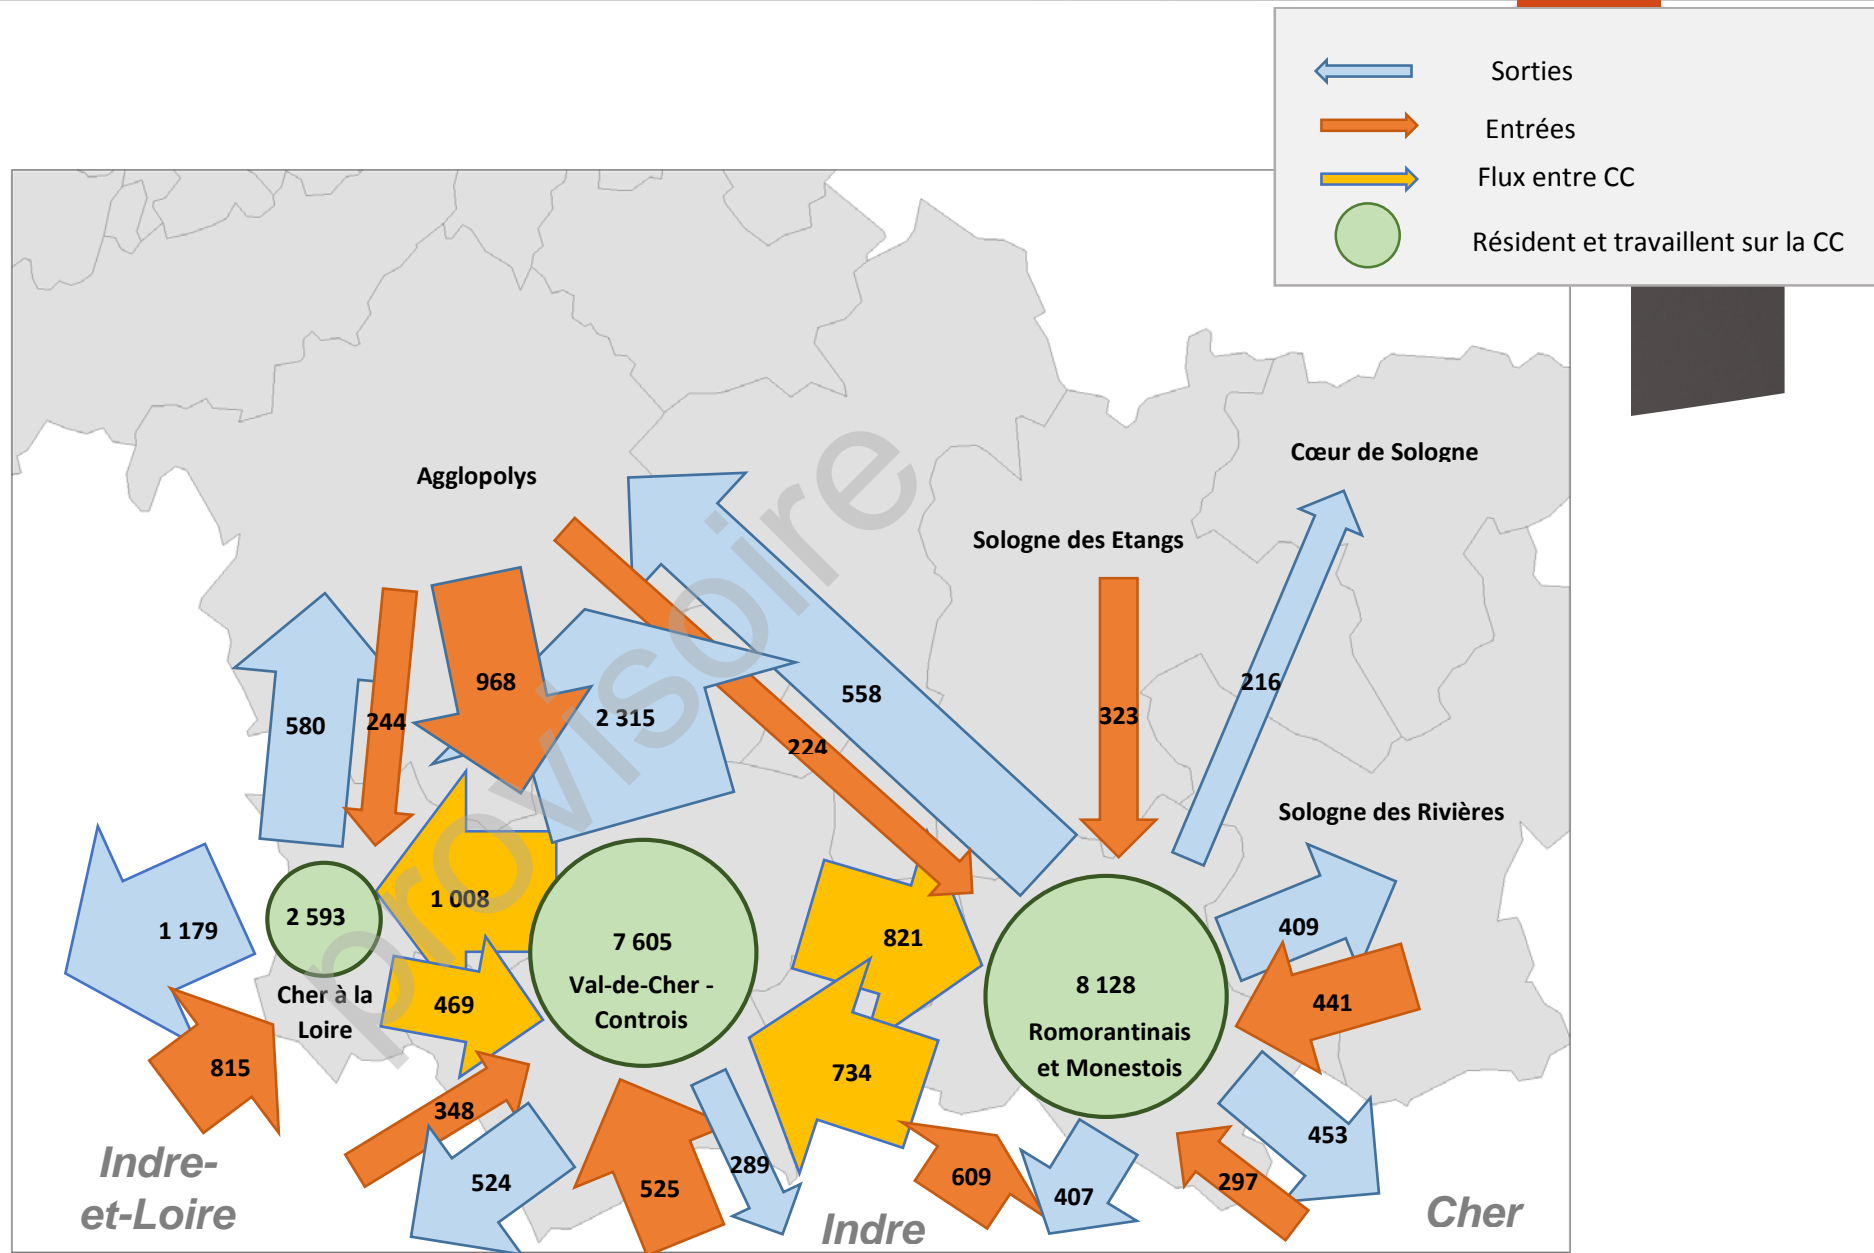 Sorties
Entrées
Flux entre CC
Résident et travaillent sur la CC
Cœur de Sologne
Agglopolys
Sologne des Etangs
968
216
558
580
244
2 315
323
224
Sologne des Rivières
1 008
2 593
1 179
409
821
7 605
Val-de-Cher -
Controis
8 128
Romorantinais
et Monestois
Cher à la
Loire
469
441
815
734
348
453
289
609
297
524
525
407
Indre-
et-Loire
Indre
Cher
provisoire